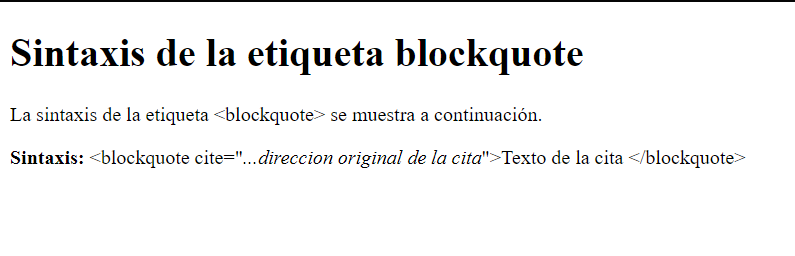 Sintaxis de la etiqueta blockquote
La sintaxis de la etiqueta <blockquote> se muestra a continuación.
Sintaxis: <blockquote cite="...direccion original de la cita">Texto de la cita </blockquote>